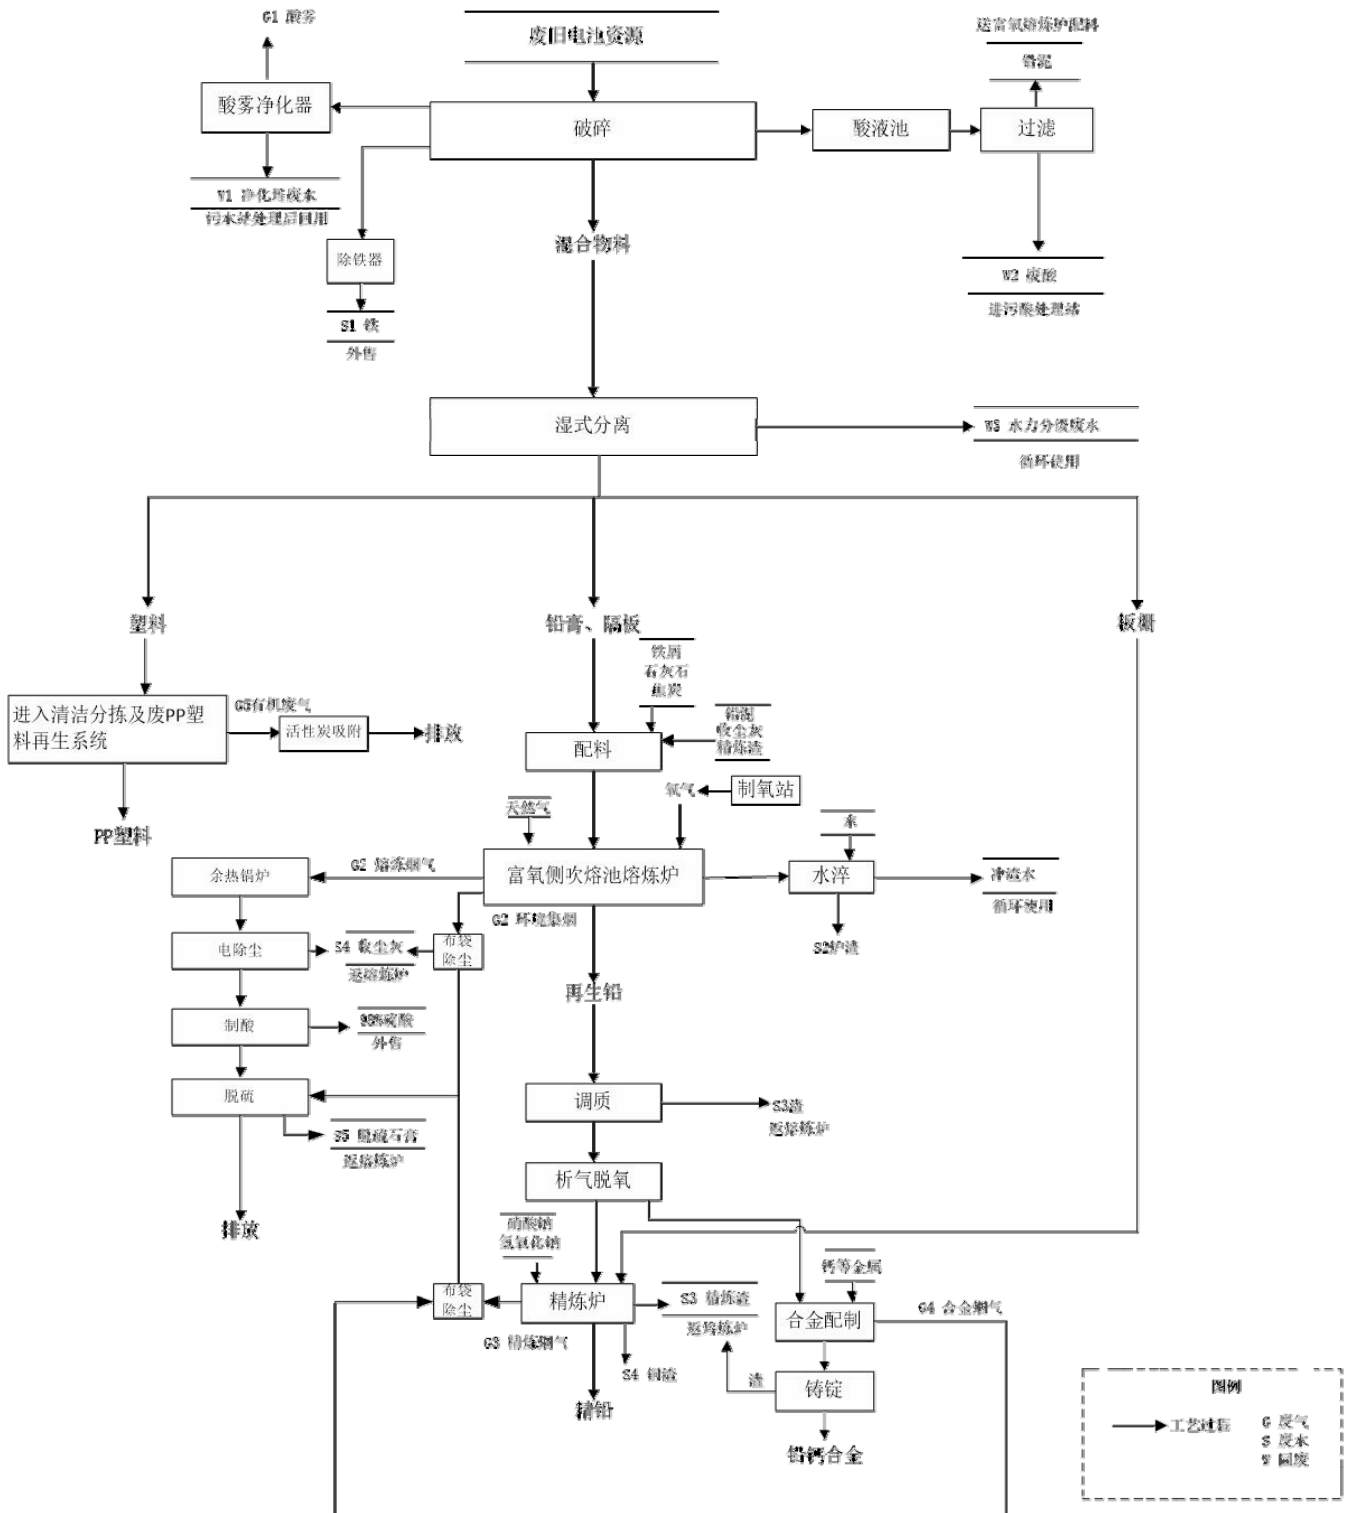 G1 酸雾
废旧电池资源
送富氧熔炼炉配料
铅泥
酸雾净化器
破碎
酸液池
过滤
W1 净化塔废水
污水站处理后回用
除铁器
混合物料
W2 废酸
进污酸处理站
S1 铁
外售
湿式分离
W3 水力分级废水
循环使用
塑料
铅膏、隔板
板栅
铁屑
石灰石
焦炭
进入清洁分拣及废PP塑
料再生系统
G5有机废气
活性炭吸附
排放
铅泥
收尘灰
精炼渣
配料
PP塑料
天然气
氧气
制氧站
水
余热锅炉
G2 熔炼烟气
富氧侧吹熔池熔炼炉
水淬
冲渣水
循环使用
G2 环境集烟
电除尘
S4 收尘灰
返熔炼炉
布袋
除尘
S2炉渣
再生铅
制酸
98%硫酸
外售
脱硫
调质
S3渣
返熔炼炉
S5 脱硫石膏
返熔炼炉
析气脱氧
排放
硝酸钠
氢氧化钠
钙等金属
布袋
除尘
精炼炉
S3 精炼渣
返熔炼炉
合金配制
G4 合金烟气
G3 精炼烟气
S4 铜渣
渣
铸锭
精铅
铅钙合金
图例
工艺过程
G 废气
S 废水
W 固废